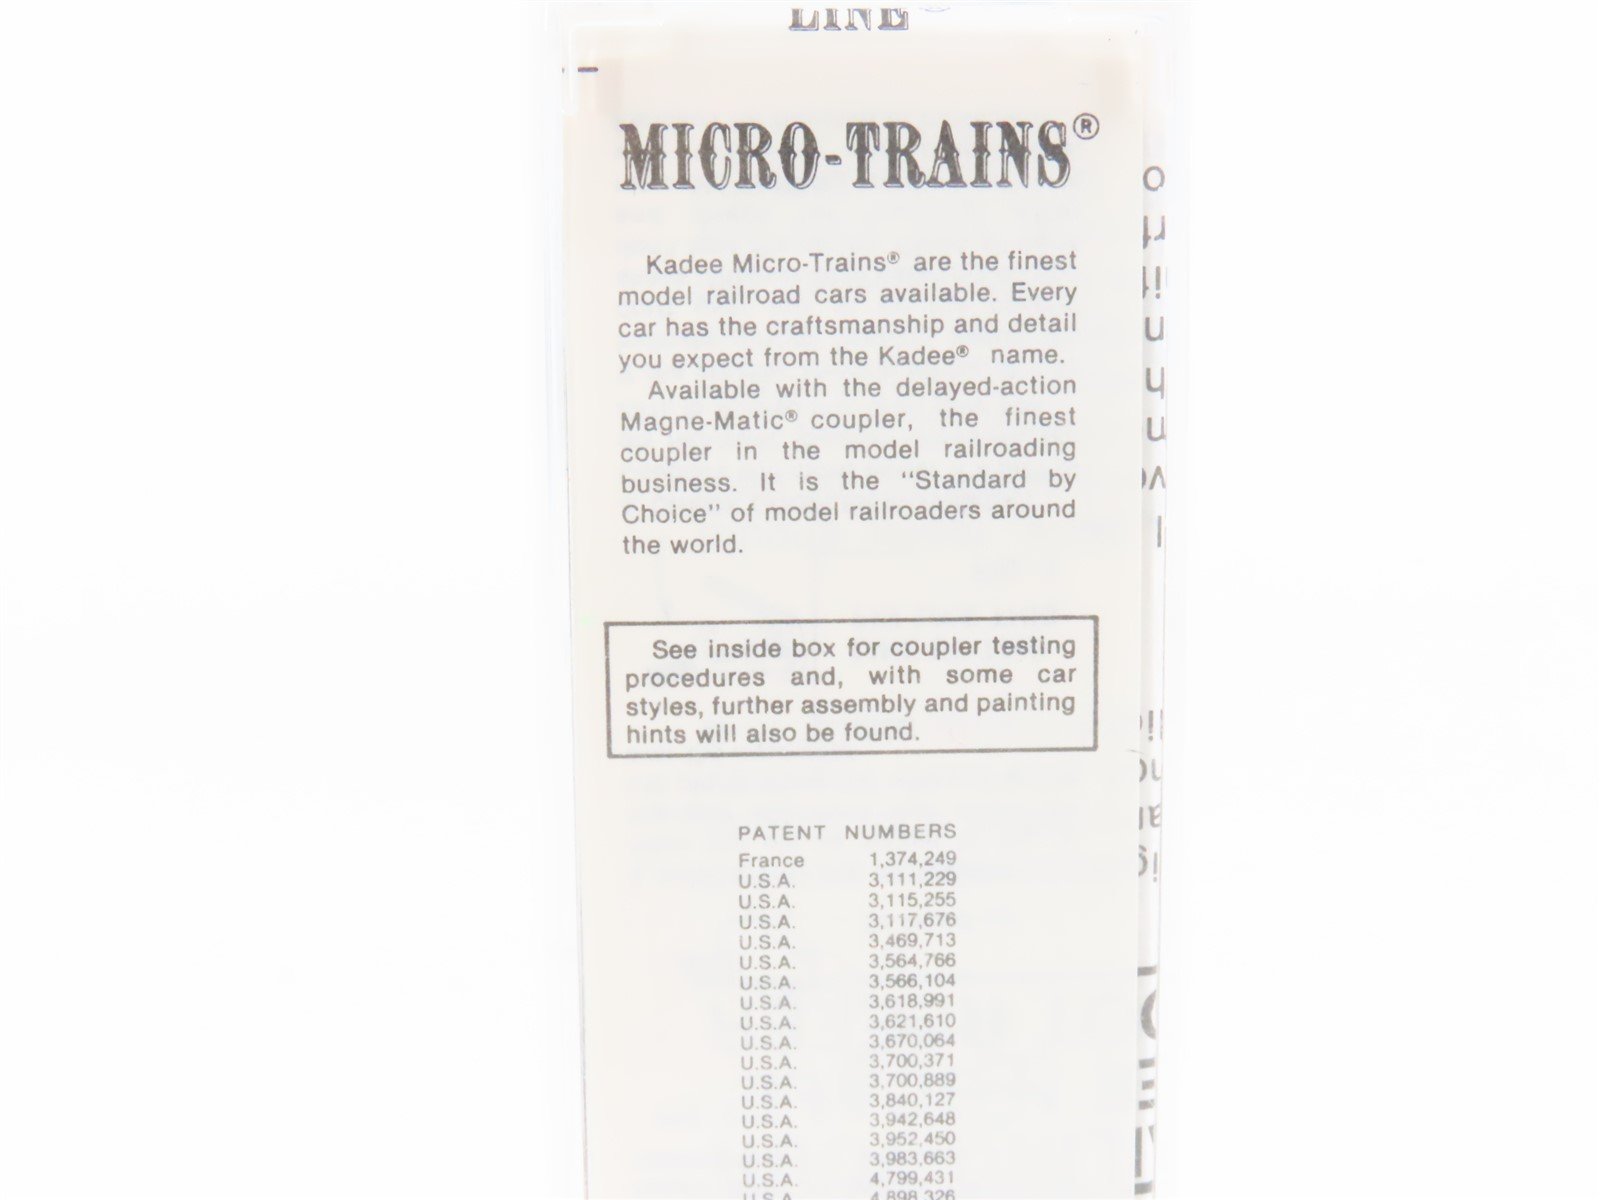 LINE ®
MICRO-TRAINS®
Kadee Micro-Trains® are the finest
model railroad cars available. Every
car has the craftsmanship and detail
you expect from the Kadee® name.
Available with the delayed-action
Magne-Matic® coupler, the finest
coupler in the model railroading
business. It is the "Standard by
Choice" of model railroaders around
the world.
See inside box for coupler testing
procedures and, with some car
styles, further assembly and painting
hints will also be found.
PATENT NUMBERS
France 1,374,249
U.S.A. 3,111,229
U.S.A. 3,115,255
U.S.A. 3,117,676
U.S.A. 3,469,713
U.S.A. 3,564,766
U.S.A. 3,566,104
U.S.A. 3,618,991
U.S.A. 3,621,610
U.S.A. 3,670,064
U.S.A. 3,700,371
U.S.A. 3,700,889
U.S.A. 3,840,127
U.S.A. 3,942,648
U.S.A. 3,952,450
U.S.A. 3,983,663
U.S.A. 4,799,431
U.S.A. 4,898,326